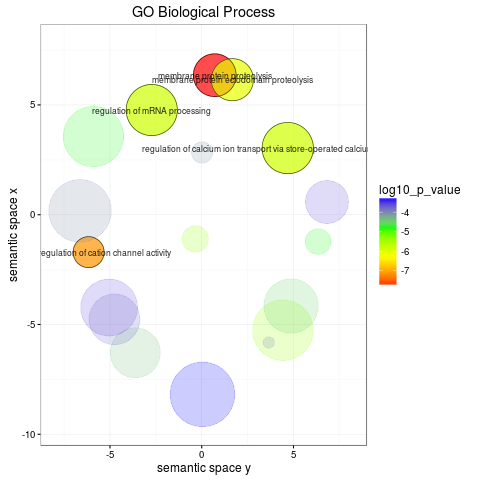 GO Biological Process
membrane protein proteolysis
membrane protein ectodomain proteolysis
regulation of mRNA processing
regulation of calcium ion transport via store-operated calciu
egulation of cation channel activity
5
0
-5
-10
-5
0
5
semantic space x
semantic space y
log10_p_value
-4
-5
-6
-7